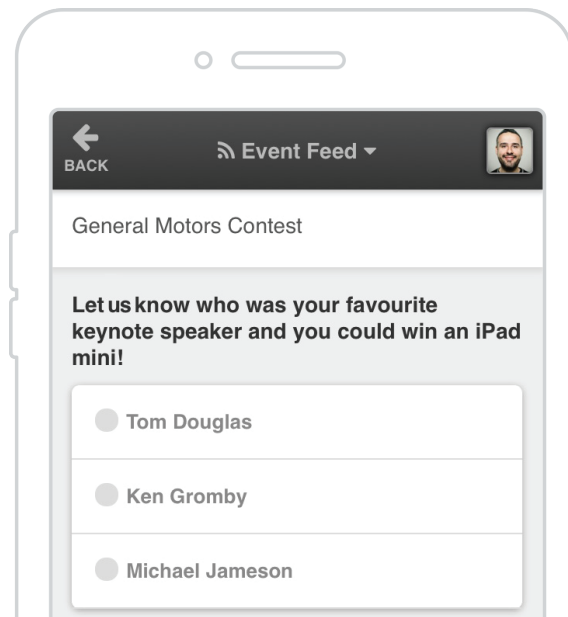 BACK
Event Feed
General Motors Contest
Let us know who was your favourite
keynote speaker and you could win an iPad
mini!
Tom Douglas
Ken Gromby
Michael Jameson